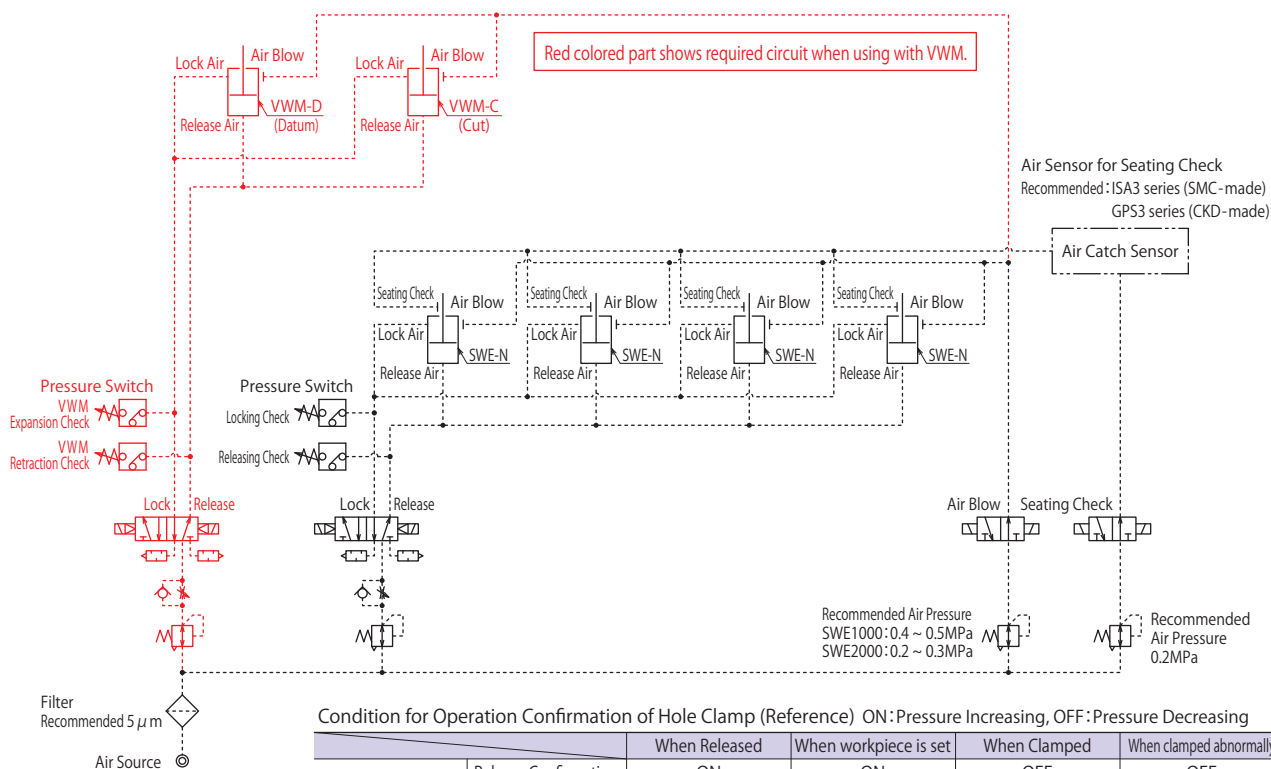 Red colored part shows required circuit when using with VWM.
Lock Air
Air Blow
VWM-D
(Datum)
Release Air
Lock Air
Air Blow
VWM-C
(Cut)
Release Air
Air Sensor for Seating Check
Recommended:ISA3 series (SMC-made)
GPS3 series (CKD-made)
Air Catch Sensor
Seating Check
Air Blow
Lock Air
SWE-N
Release Air
Seating Check
Air Blow
Lock Air
SWE-N
Release Air
Seating Check
Air Blow
Lock Air
SWE-N
Release Air
Seating Check
Air Blow
Lock Air
SWE-N
Release Air
Pressure Switch
VWM
Expansion Check
VWM
Retraction Check
Pressure Switch
Locking Check
Releasing Check
Lock
Release
Lock
Release
Air Blow
Seating Check
Recommended Air Pressure
SWE1000:0.4 ~ 0.5MPa
SWE2000:0.2 ~ 0.3MPa
Recommended
Air Pressure
0.2MPa
Filter
Recommended 5 μ m
Air Source
Condition for Operation Confirmation of Hole Clamp (Reference) ON:Pressure Increasing, OFF:Pressure Decreasing
When Released When workpiece is set When Clamped When clamped abnormally
Release Confirmation ON ON OFF OFF